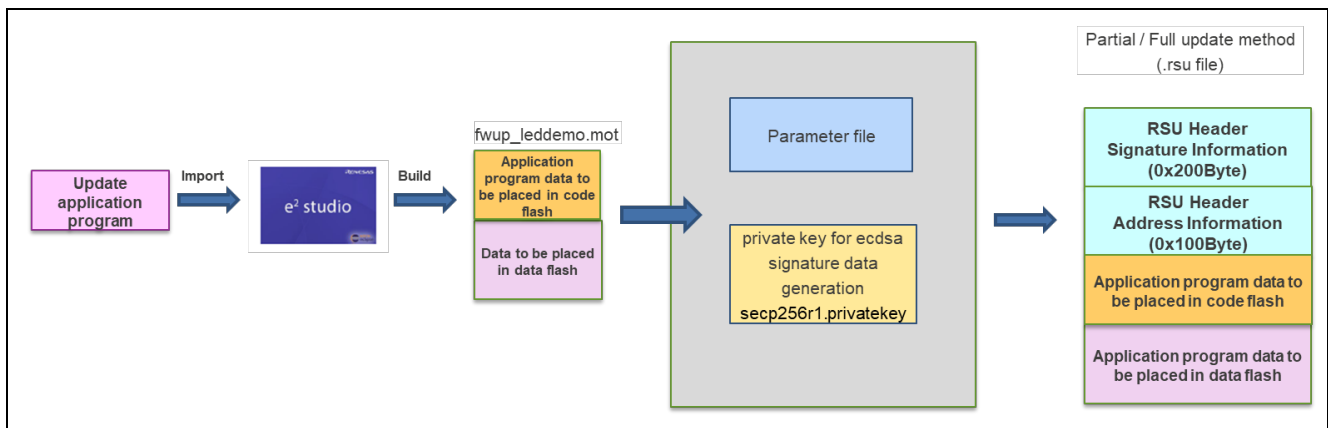 Update
application
program
Import
RENESAS
e² studio
Build
fwup_leddemo.mot
Application
program data to
be placed in code
flash
Data to be placed
in data flash
Parameter file
private key for ecdsa
signature data
generation
secp256r1.privatekey
Partial / Full update method
(.rsu file)
RSU Header
Signature Information
(0x200Byte)
RSU Header
Address Information
(0x100Byte)
Application program data to
be placed in code flash
Application program data to
be placed in data flash